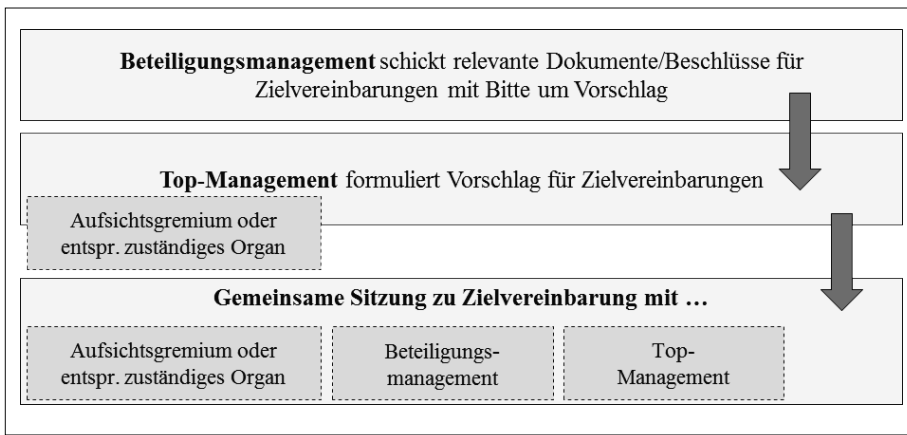 Beteiligungsmanagement schickt relevante Dokumente/Beschlüsse für
Zielvereinbarungen mit Bitte um Vorschlag
Top-Management formuliert Vorschlag für Zielvereinbarungen
Aufsichtsgremium oder
entspr. zuständiges Organ
Gemeinsame Sitzung zu Zielvereinbarung mit …
Aufsichtsgremium oder
entspr. zuständiges Organ
Beteiligungs-
management
Top-
Management